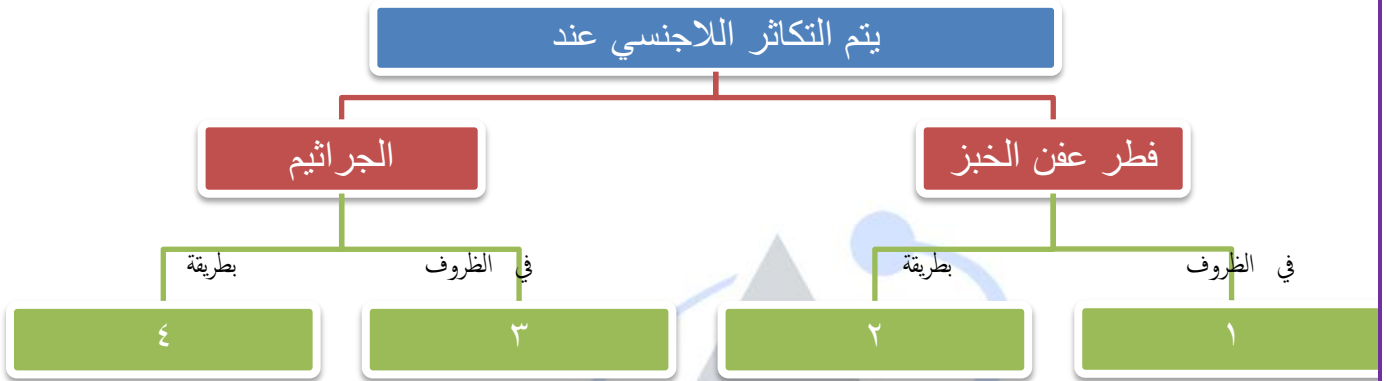 يتم التكاثر اللاجنسي عند
فطر عفن الخبز
الجراثيم
في الظروف
بطريقة
في الظروف
بطريقة
١
٢
٣
٤